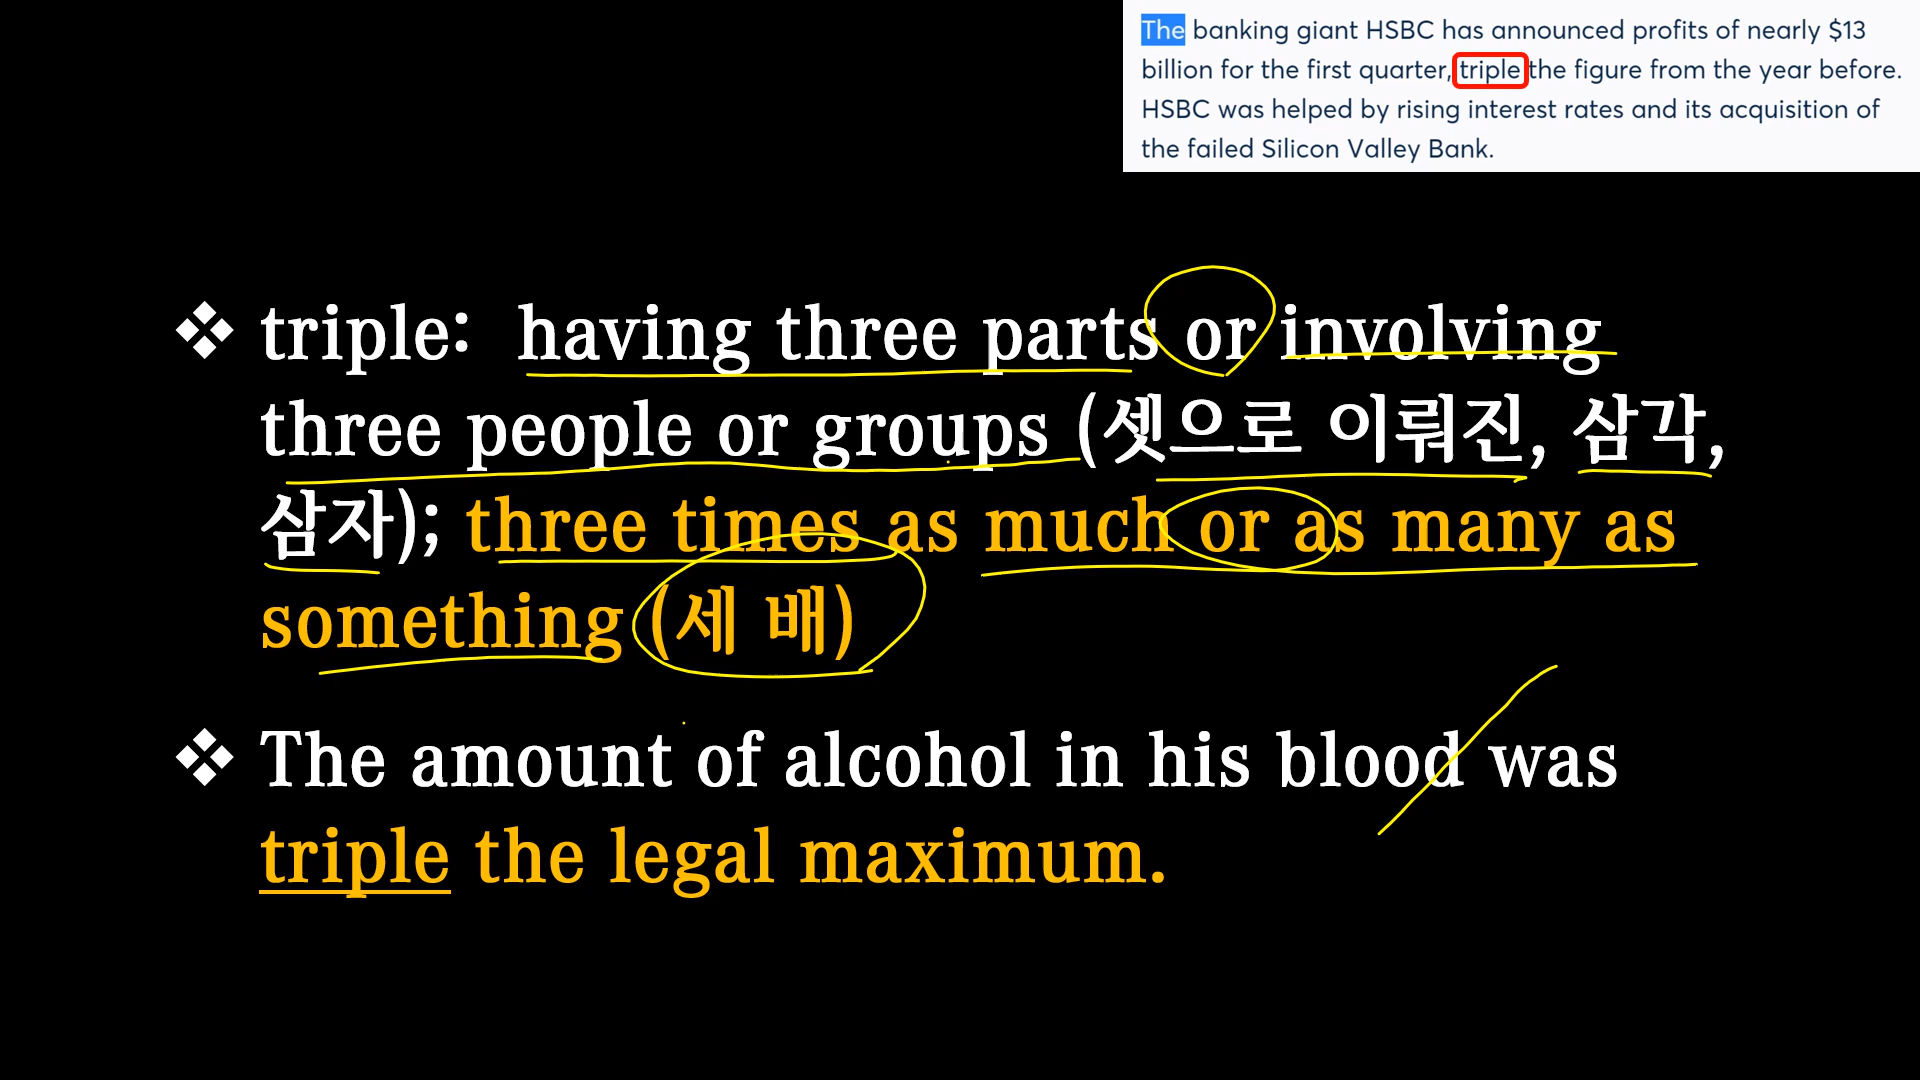 The banking giant HSBC has announced profits of nearly $13
billion for the first quarter, triple the figure from the year before.
HSBC was helped by rising interest rates and its acquisition of
the failed Silicon Valley Bank.
❖ triple: having three parts or involving
three people or groups (셋으로 이뤄진, 삼각,
삼자); three times as much or as many as
something (세 배)
❖ The amount of alcohol in his blood was
triple the legal maximum.